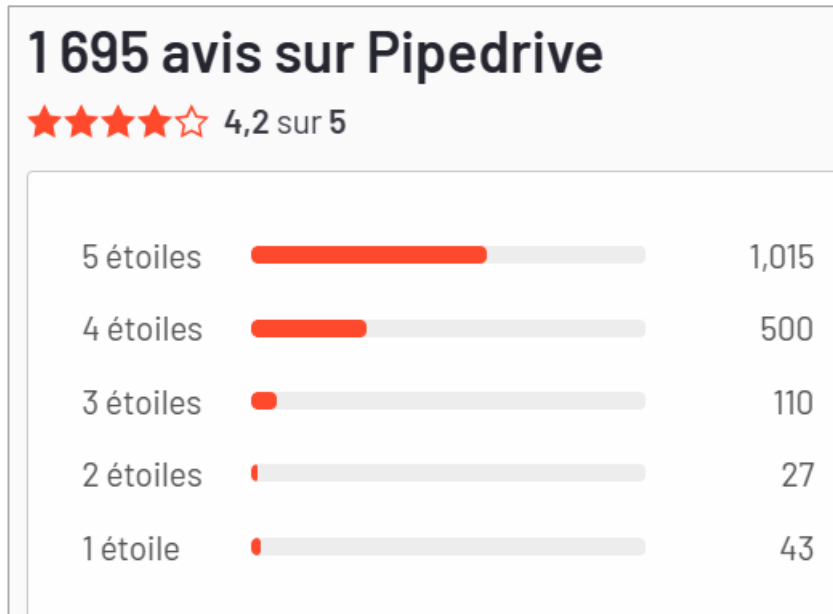 1 695 avis sur Pipedrive
4,2 sur 5
5 étoiles 1,015
4 étoiles 500
3 étoiles 110
2 étoiles 27
1 étoile 43